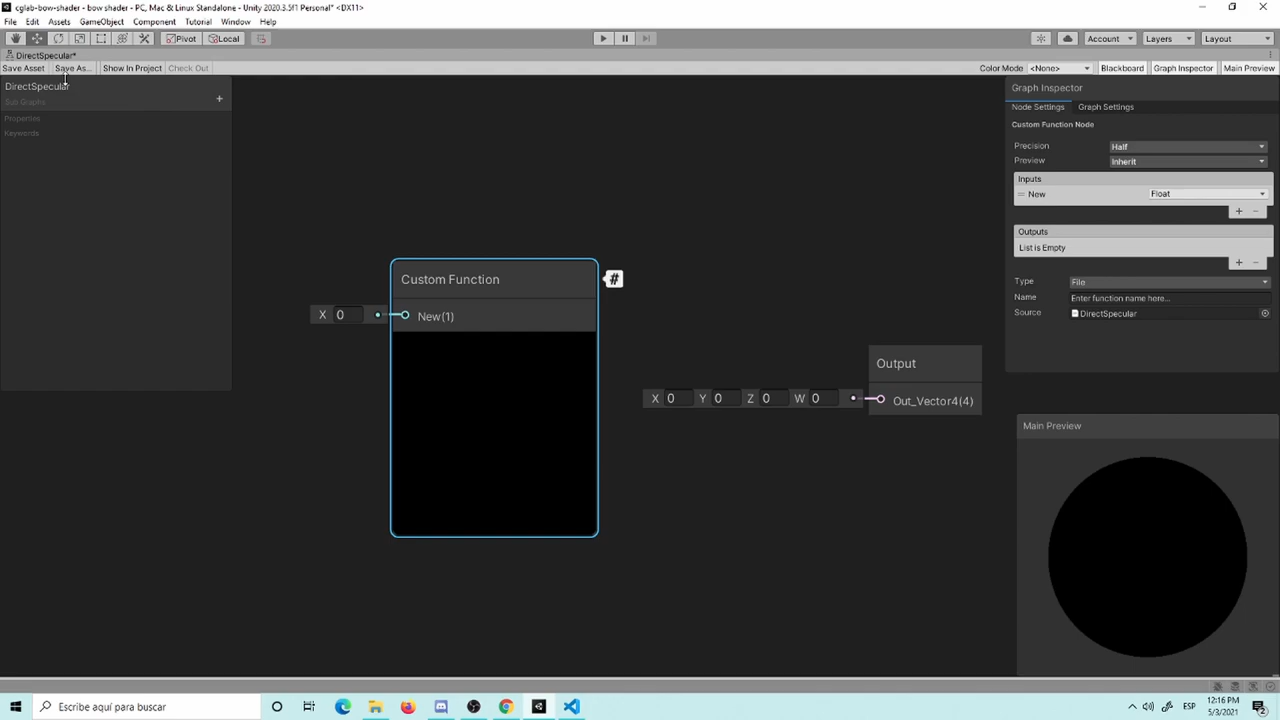 cglab-bow-shader - bow shader - PC, Mac & Linux Standalone - Unity 2020.3.5f1 Personal* <DX11>
File Edit Assets GameObject Component Tutorial Window Help
Pivot Local Account Layers Layout
DirectSpecular*
Save Asset Save As... Show In Project Check Out Color Mode <None> Blackboard Graph Inspector Main Preview
DirectSpecular
Sub Graphs
+
Properties
Keywords
Graph Inspector
Node Settings Graph Settings
Custom Function Node
Precision Half
Preview Inherit
Inputs
= New Float
+ -
Outputs
List is Empty
+ -
Type File
Name Enter function name here...
Source DirectSpecular
Custom Function
#
X 0 New(1)
Output
X 0 Y 0 Z 0 W 0 Out_Vector4(4)
Main Preview
Escribe aquí para buscar
ESP
12:16 PM
5/3/2021
2